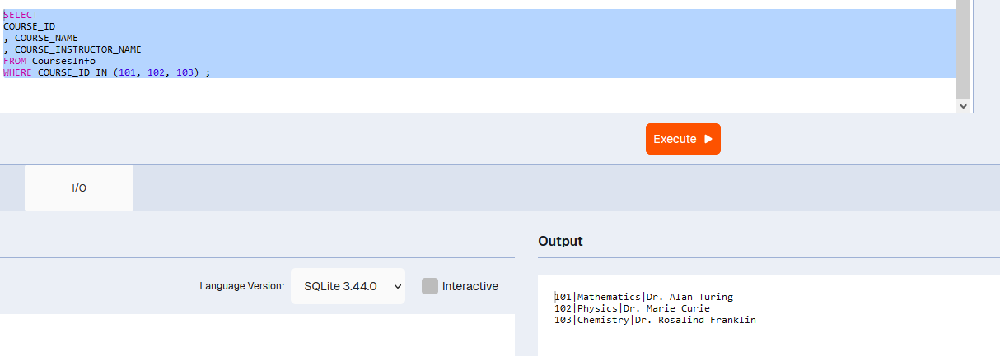 SELECT
COURSE_ID
, COURSE_NAME
, COURSE_INSTRUCTOR_NAME
FROM CoursesInfo
WHERE COURSE_ID IN (101, 102, 103) ;
Execute
I/O
Output
Language Version: SQLite 3.44.0 Interactive
101|Mathematics|Dr. Alan Turing
102|Physics|Dr. Marie Curie
103|Chemistry|Dr. Rosalind Franklin